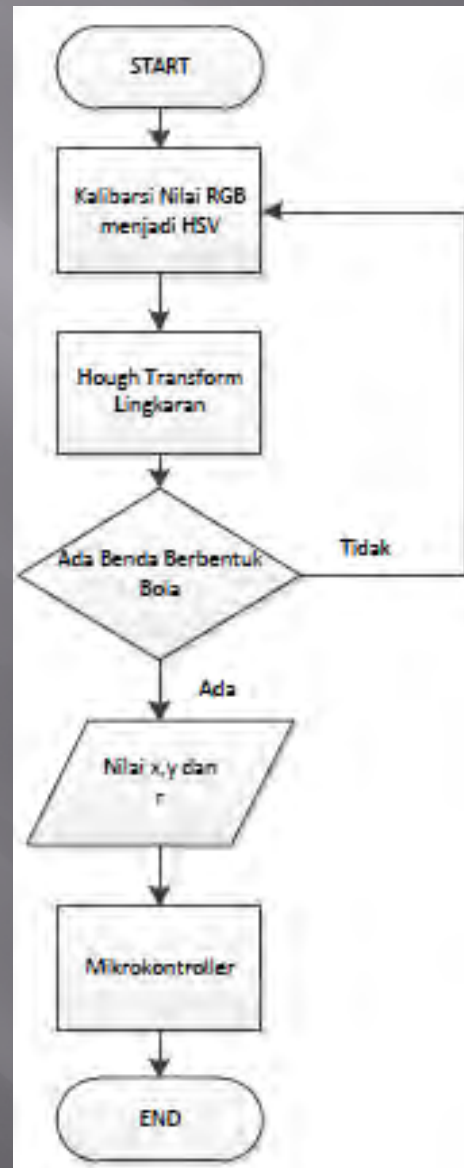 START
Kalibarsi Nilai RGB
menjadi HSV
Hough Transform
Lingkaran
Ada Benda Berbentuk
Bola
Tidak
Ada
Nilai x,y dan
r
Mikrokontroller
END